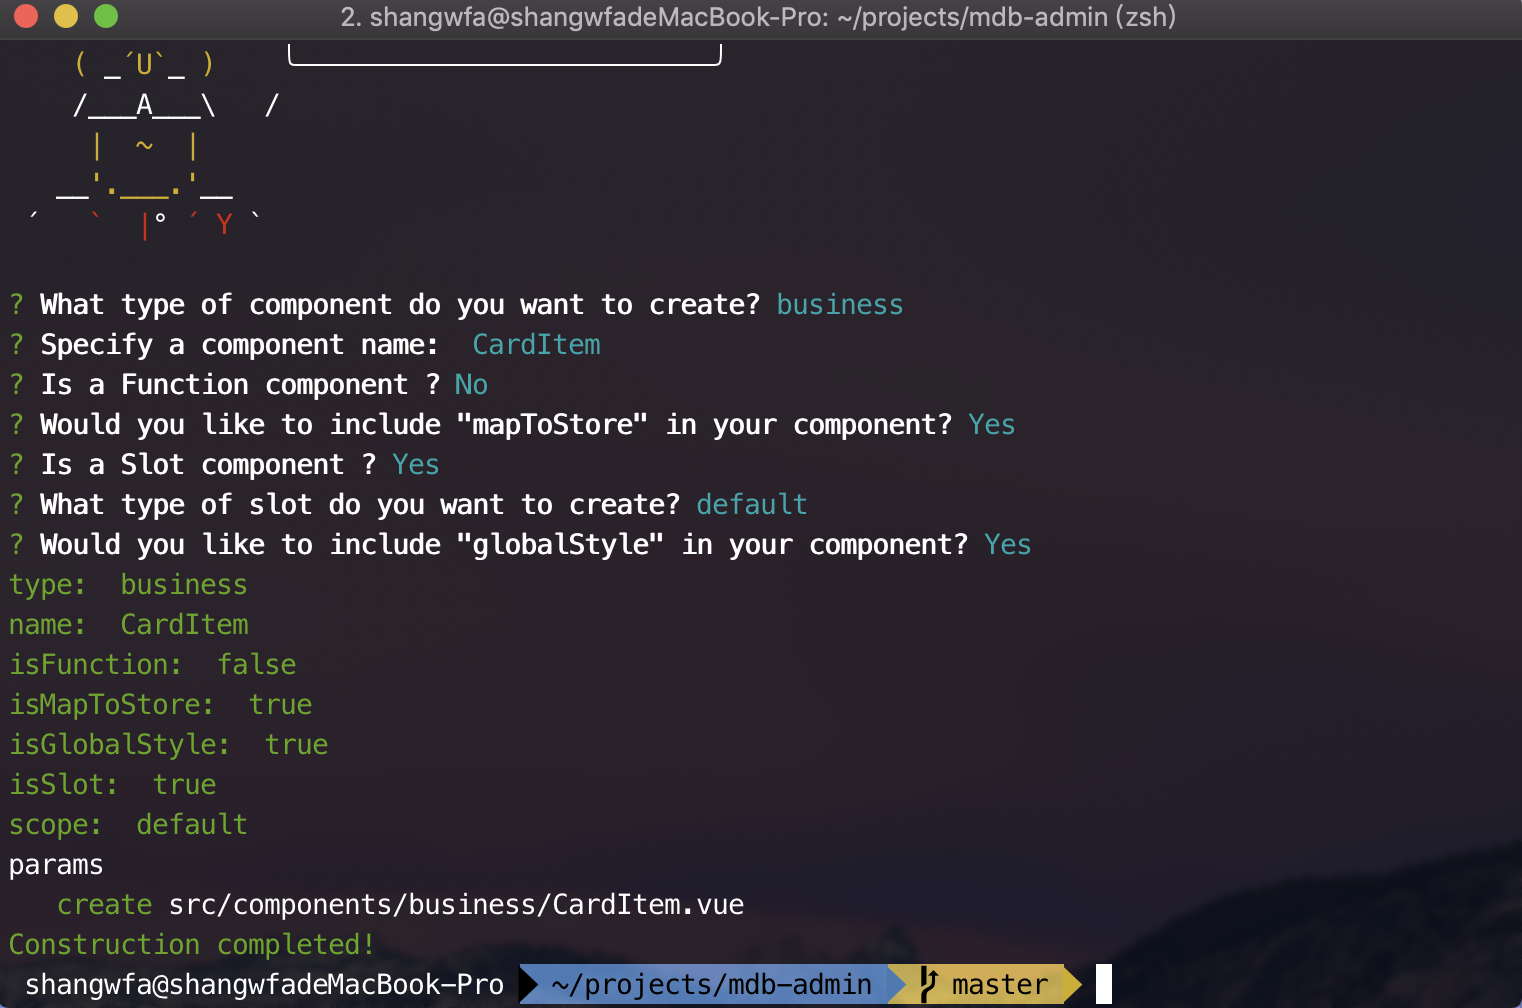 2. shangwfa@shangwfadeMacBook-Pro: ~/projects/mdb-admin (zsh)
( _´U`_ )
/___A___\   /
|  ~  |
__'.___.'__
´   `  |° ´ Y `
? What type of component do you want to create? business
? Specify a component name:  CardItem
? Is a Function component ? No
? Would you like to include "mapToStore" in your component? Yes
? Is a Slot component ? Yes
? What type of slot do you want to create? default
? Would you like to include "globalStyle" in your component? Yes
type:  business
name:  CardItem
isFunction:  false
isMapToStore:  true
isGlobalStyle:  true
isSlot:  true
scope:  default
params
create src/components/business/CardItem.vue
Construction completed!
shangwfa@shangwfadeMacBook-Pro ~/projects/mdb-admin master